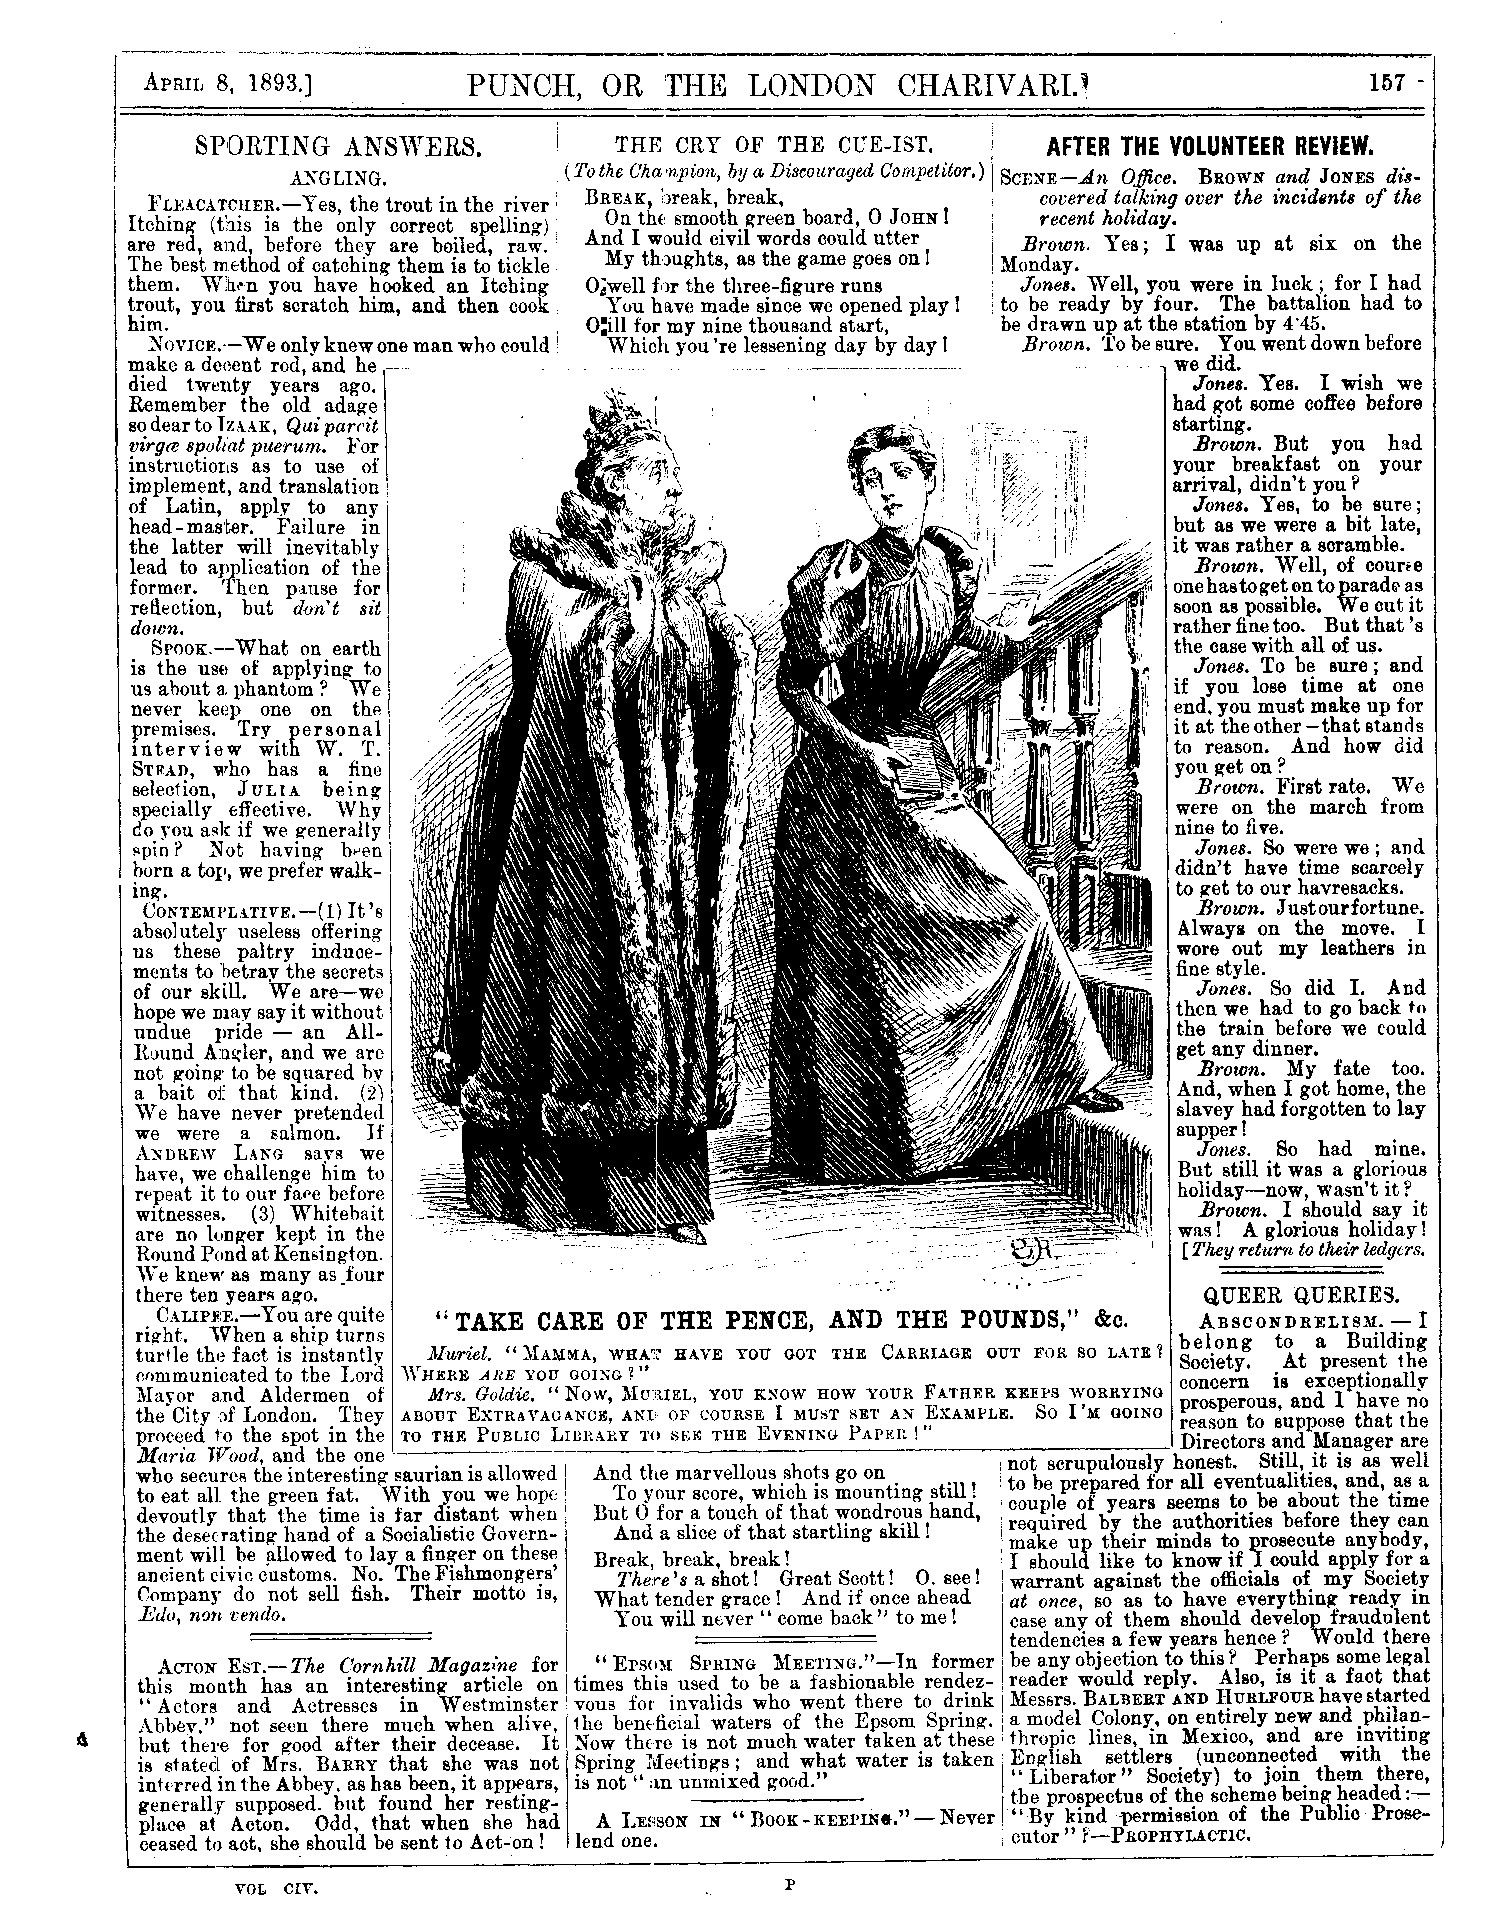 APRIL 8, 1893.]
PUNCH, OR THE LONDON CHARIVARI.
157
SPORTING ANSWERS.
ANGLING.
FLEACATCHER.—Yes, the trout in the river
Itching (this is the only correct spelling)
are red, and, before they are boiled, raw.
The best method of catching them is to tickle
them. When you have hooked an Itching
trout, you first scratch him, and then cook
him.
NOVICE.—We only knew one man who could
make a decent rod, and he
died twenty years ago.
Remember the old adage
so dear to IZAAK, Qui parcit
virgæ spoliat puerum. For
instructions as to use of
implement, and translation
of Latin, apply to any
head-master. Failure in
the latter will inevitably
lead to application of the
former. Then pause for
reflection, but don't sit
down.
SPOOK.—What on earth
is the use of applying to
us about a phantom? We
never keep one on the
premises. Try personal
interview with W. T.
STEAD, who has a fine
selection, JULIA being
specially effective. Why
do you ask if we generally
spin? Not having been
born a top, we prefer walk-
ing.
CONTEMPLATIVE.—(1) It's
absolutely useless offering
us these paltry induce-
ments to betray the secrets
of our skill. We are—we
hope we may say it without
undue pride — an All-
Round Angler, and we are
not going to be squared by
a bait of that kind. (2)
We have never pretended
we were a salmon. If
ANDREW LANG says we
have, we challenge him to
repeat it to our face before
witnesses. (3) Whitebait
are no longer kept in the
Round Pond at Kensington.
We knew as many as four
there ten years ago.
CALIPEE.—You are quite
right. When a ship turns
turtle the fact is instantly
communicated to the Lord
Mayor and Aldermen of
the City of London. They
proceed to the spot in the
Maria Wood, and the one
who secures the interesting saurian is allowed
to eat all the green fat. With you we hope
devoutly that the time is far distant when
the desecrating hand of a Socialistic Govern-
ment will be allowed to lay a finger on these
ancient civic customs. No. The Fishmongers'
Company do not sell fish. Their motto is,
Edo, non vendo.
ACTON EST.—The Cornhill Magazine for
this month has an interesting article on
"Actors and Actresses in Westminster
Abbey," not seen there much when alive,
but there for good after their decease. It
is stated of Mrs. BARRY that she was not
interred in the Abbey, as has been, it appears,
generally supposed, but found her resting-
place at Acton. Odd, that when she had
ceased to act, she should be sent to Act-on!
THE CRY OF THE CUE-IST.
(To the Champion, by a Discouraged Competitor.)
BREAK, break, break,
On the smooth green board, O JOHN!
And I would civil words could utter
My thoughts, as the game goes on!
O well for the three-figure runs
You have made since we opened play!
O ill for my nine thousand start,
Which you're lessening day by day!
"TAKE CARE OF THE PENCE, AND THE POUNDS," &c.
Muriel. "MAMMA, WHAT HAVE YOU GOT THE CARRIAGE OUT FOR SO LATE?
WHERE ARE YOU GOING?"
Mrs. Goldie. "NOW, MURIEL, YOU KNOW HOW YOUR FATHER KEEPS WORRYING
ABOUT EXTRAVAGANCE, AND OF COURSE I MUST SET AN EXAMPLE. SO I'M GOING
TO THE PUBLIC LIBRARY TO SEE THE EVENING PAPER!"
And the marvellous shots go on
To your score, which is mounting still!
But O for a touch of that wondrous hand,
And a slice of that startling skill!
Break, break, break!
There's a shot! Great Scott! O, see!
What tender grace! And if once ahead
You will never "come back" to me!
"EPSOM SPRING MEETING."—In former
times this used to be a fashionable rendez-
vous for invalids who went there to drink
the beneficial waters of the Epsom Spring.
Now there is not much water taken at these
Spring Meetings; and what water is taken
is not "an unmixed good."
A LESSON IN "BOOK-KEEPING."—Never
lend one.
AFTER THE VOLUNTEER REVIEW.
SCENE—An Office. BROWN and JONES dis-
covered talking over the incidents of the
recent holiday.
Brown. Yes; I was up at six on the
Monday.
Jones. Well, you were in luck; for I had
to be ready by four. The battalion had to
be drawn up at the station by 4·45.
Brown. To be sure. You went down before
we did.
Jones. Yes. I wish we
had got some coffee before
starting.
Brown. But you had
your breakfast on your
arrival, didn't you?
Jones. Yes, to be sure;
but as we were a bit late,
it was rather a scramble.
Brown. Well, of course
one has to get on to parade as
soon as possible. We cut it
rather fine too. But that's
the case with all of us.
Jones. To be sure; and
if you lose time at one
end, you must make up for
it at the other—that stands
to reason. And how did
you get on?
Brown. First rate. We
were on the march from
nine to five.
Jones. So were we; and
didn't have time scarcely
to get to our havresacks.
Brown. Just our fortune.
Always on the move. I
wore out my leathers in
fine style.
Jones. So did I. And
then we had to go back to
the train before we could
get any dinner.
Brown. My fate too.
And, when I got home, the
slavey had forgotten to lay
supper!
Jones. So had mine.
But still it was a glorious
holiday—now, wasn't it?
Brown. I should say it
was! A glorious holiday!
[They return to their ledgers.
QUEER QUERIES.
ABSCONDRELISM.—I
belong to a Building
Society. At present the
concern is exceptionally
prosperous, and I have no
reason to suppose that the
Directors and Manager are
not scrupulously honest. Still, it is as well
to be prepared for all eventualities, and, as a
couple of years seems to be about the time
required by the authorities before they can
make up their minds to prosecute anybody,
I should like to know if I could apply for a
warrant against the officials of my Society
at once, so as to have everything ready in
case any of them should develop fraudulent
tendencies a few years hence? Would there
be any objection to this? Perhaps some legal
reader would reply. Also, is it a fact that
Messrs. BALBERT AND HURLFOUR have started
a model Colony, on entirely new and philan-
thropic lines, in Mexico, and are inviting
English settlers (unconnected with the
"Liberator" Society) to join them there,
the prospectus of the scheme being headed:—
"By kind permission of the Public Prose-
cutor"?—PROPHYLACTIC.
VOL CIV.
P